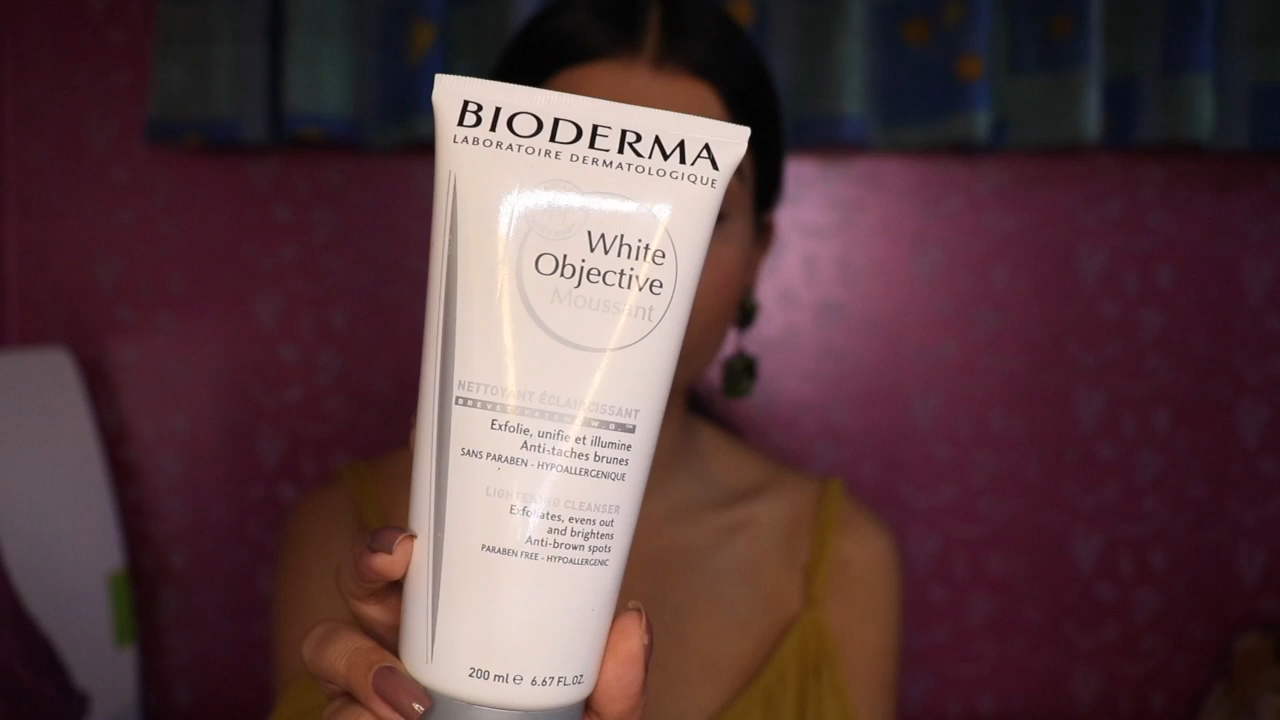 BIODERMA
LABORATOIRE DERMATOLOGIQUE
White
Objective
Moussant
NETTOYANT ÉCLAIRCISSANT
W.O.™
Exfolie, unifie et illumine
Anti-taches brunes
SANS PARABEN - HYPOALLERGENIQUE
LIGHTENING CLEANSER
Exfoliates, evens out
and brightens
Anti-brown spots
PARABEN FREE - HYPOALLERGENIC
200 ml ℮ 6.67 FL.OZ.